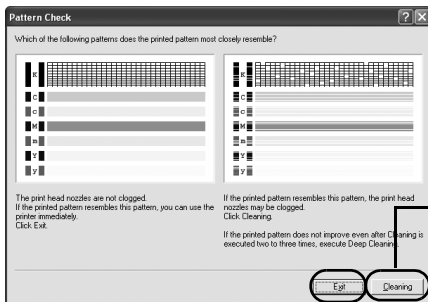 Pattern Check
Which of the following patterns does the printed pattern most closely resemble?
K
C
c
M
m
Y
y
K
C
c
M
m
Y
y
The print head nozzles are not clogged.
If the printed pattern resembles this pattern, you can use the
printer immediately.
Click Exit.
If the printed pattern resembles this pattern, the print head
nozzles may be clogged.
Click Cleaning.
If the printed pattern does not improve even after Cleaning is
executed two to three times, execute Deep Cleaning.
Exit
Cleaning